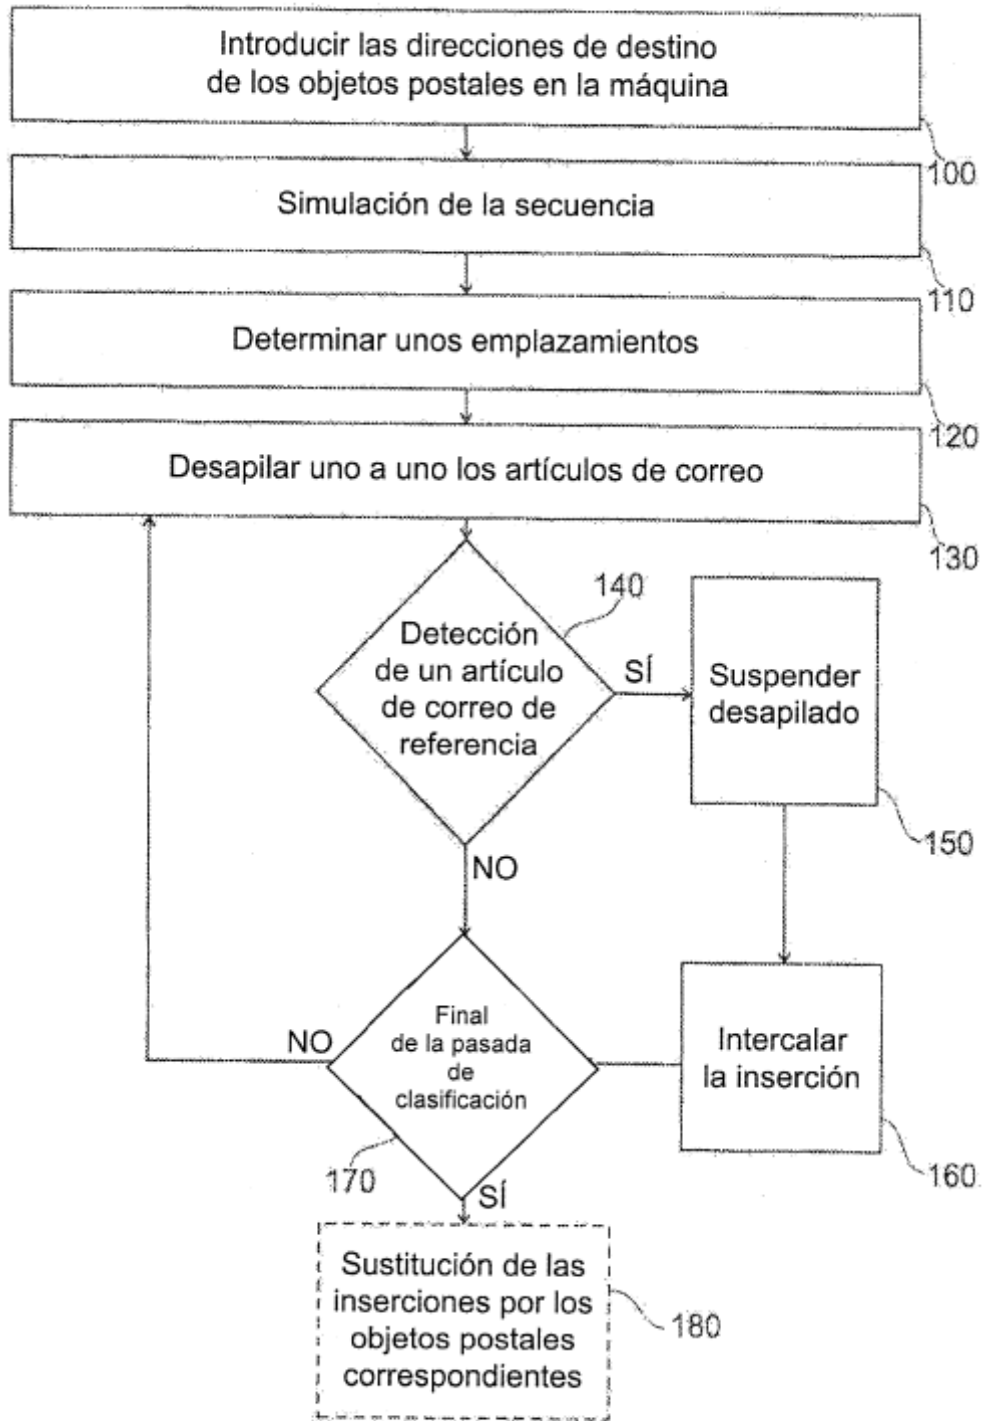 Introducir las direcciones de destino
de los objetos postales en la máquina
100
Simulación de la secuencia
110
Determinar unos emplazamientos
120
Desapilar uno a uno los artículos de correo
130
140
Detección
de un artículo
de correo de
referencia
SÍ
Suspender
desapilado
150
NO
Final
de la pasada
de
clasificación
NO
Intercalar
la inserción
160
170
SÍ
Sustitución de las
inserciones por los
objetos postales
correspondientes
180